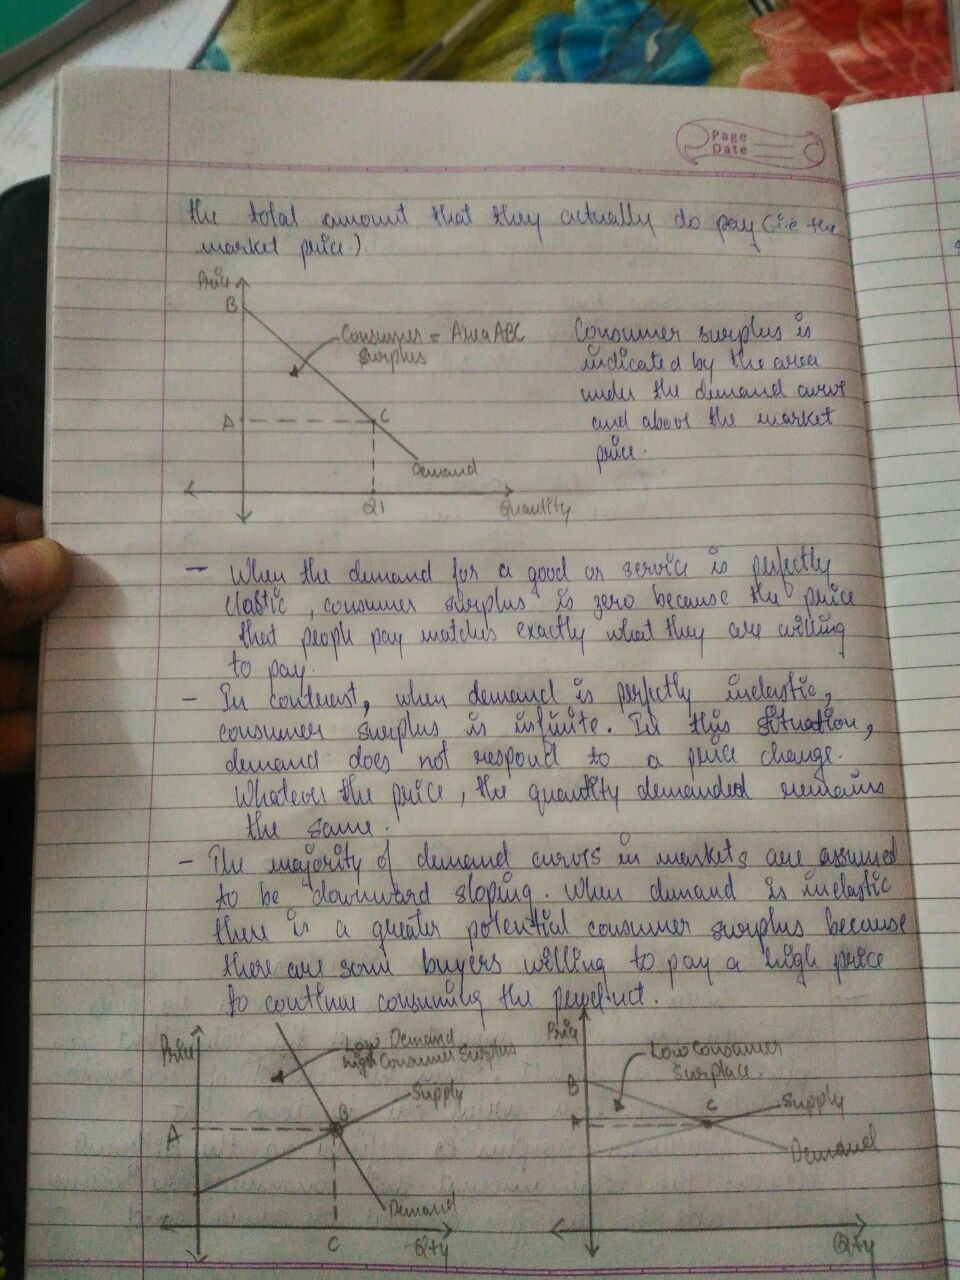 Page
Date
the total amount that they actually do pay (i.e the
market price).
Price
B
Consumer = Area ABC
Surplus
A
C
Demand
Q1
Quantity
Consumer surplus is
indicated by the area
under the demand curve
and above the market
price.
- When the demand for a good or service is perfectly
elastic, consumer surplus is zero because the price
that people pay matches exactly what they are willing
to pay.
- In contrast, when demand is perfectly inelastic,
consumer surplus is infinite. In this situation,
demand does not respond to a price change.
Whatever the price, the quantity demanded remains
the same.
- The majority of demand curves in markets are assumed
to be downward sloping. When demand is inelastic
there is a greater potential consumer surplus because
there are some buyers willing to pay a high price
to continue consuming the product.
Price
Low Demand
high Consumer Surplus
Supply
A
B
Demand
C
Qty
Price
Low Consumer
Surplace
B
A
C
Supply
Demand
Qty